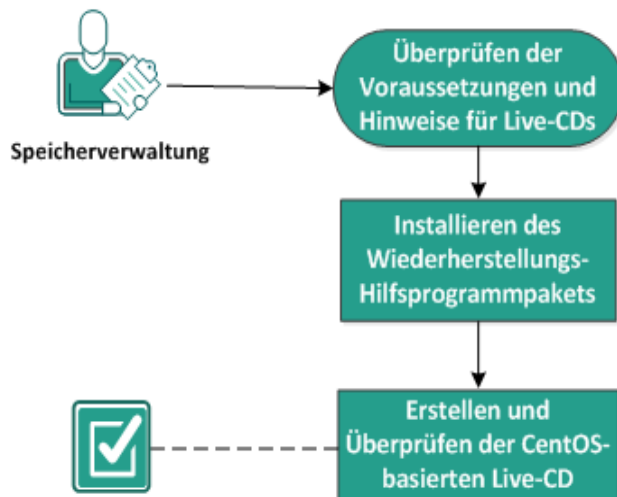 Überprüfen der
Voraussetzungen und
Hinweise für Live-CDs
Speicherverwaltung
Installieren des
Wiederherstellungs-
Hilfsprogrammpakets
Erstellen und
Überprüfen der CentOS-
basierten Live-CD